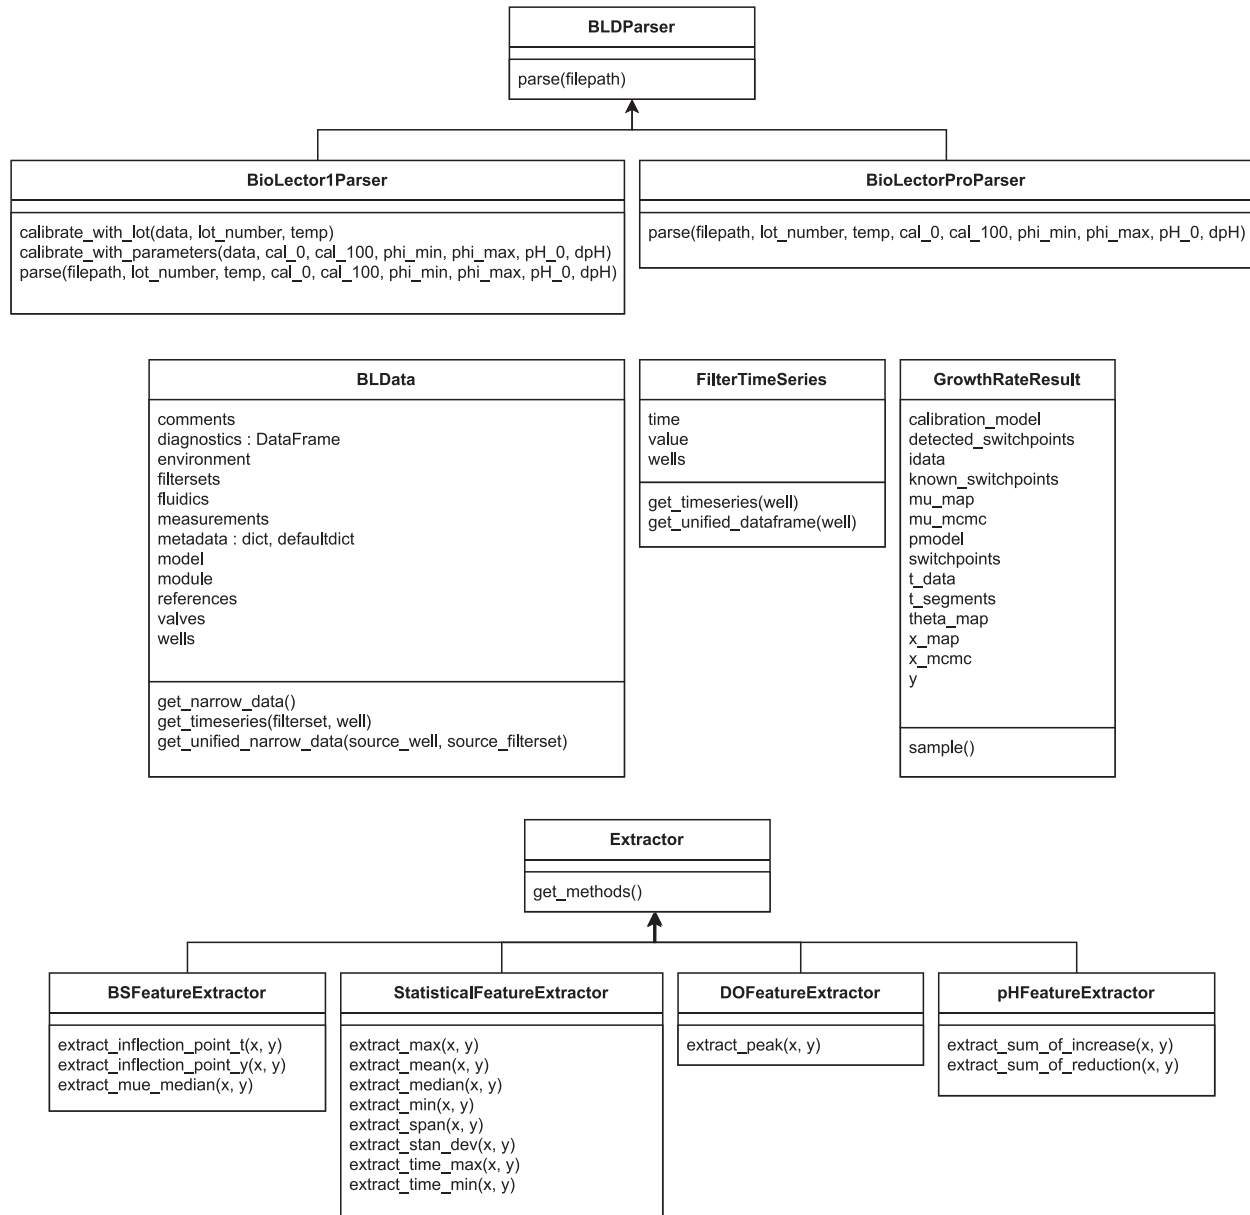 BLDParser
parse(filepath)
BioLector1Parser
calibrate_with_lot(data, lot_number, temp)
calibrate_with_parameters(data, cal_0, cal_100, phi_min, phi_max, pH_0, dpH)
parse(filepath, lot_number, temp, cal_0, cal_100, phi_min, phi_max, pH_0, dpH)
BioLectorProParser
parse(filepath, lot_number, temp, cal_0, cal_100, phi_min, phi_max, pH_0, dpH)
BLData
comments
diagnostics : DataFrame
environment
filtersets
fluidics
measurements
metadata : dict, defaultdict
model
module
references
valves
wells
get_narrow_data()
get_timeseries(filterset, well)
get_unified_narrow_data(source_well, source_filterset)
FilterTimeSeries
time
value
wells
get_timeseries(well)
get_unified_dataframe(well)
GrowthRateResult
calibration_model
detected_switchpoints
idata
known_switchpoints
mu_map
mu_mcmc
pmodel
switchpoints
t_data
t_segments
theta_map
x_map
x_mcmc
y
sample()
Extractor
get_methods()
BSFeatureExtractor
extract_inflection_point_t(x, y)
extract_inflection_point_y(x, y)
extract_mue_median(x, y)
StatisticalFeatureExtractor
extract_max(x, y)
extract_mean(x, y)
extract_median(x, y)
extract_min(x, y)
extract_span(x, y)
extract_stan_dev(x, y)
extract_time_max(x, y)
extract_time_min(x, y)
DOFeatureExtractor
extract_peak(x, y)
pHFeatureExtractor
extract_sum_of_increase(x, y)
extract_sum_of_reduction(x, y)